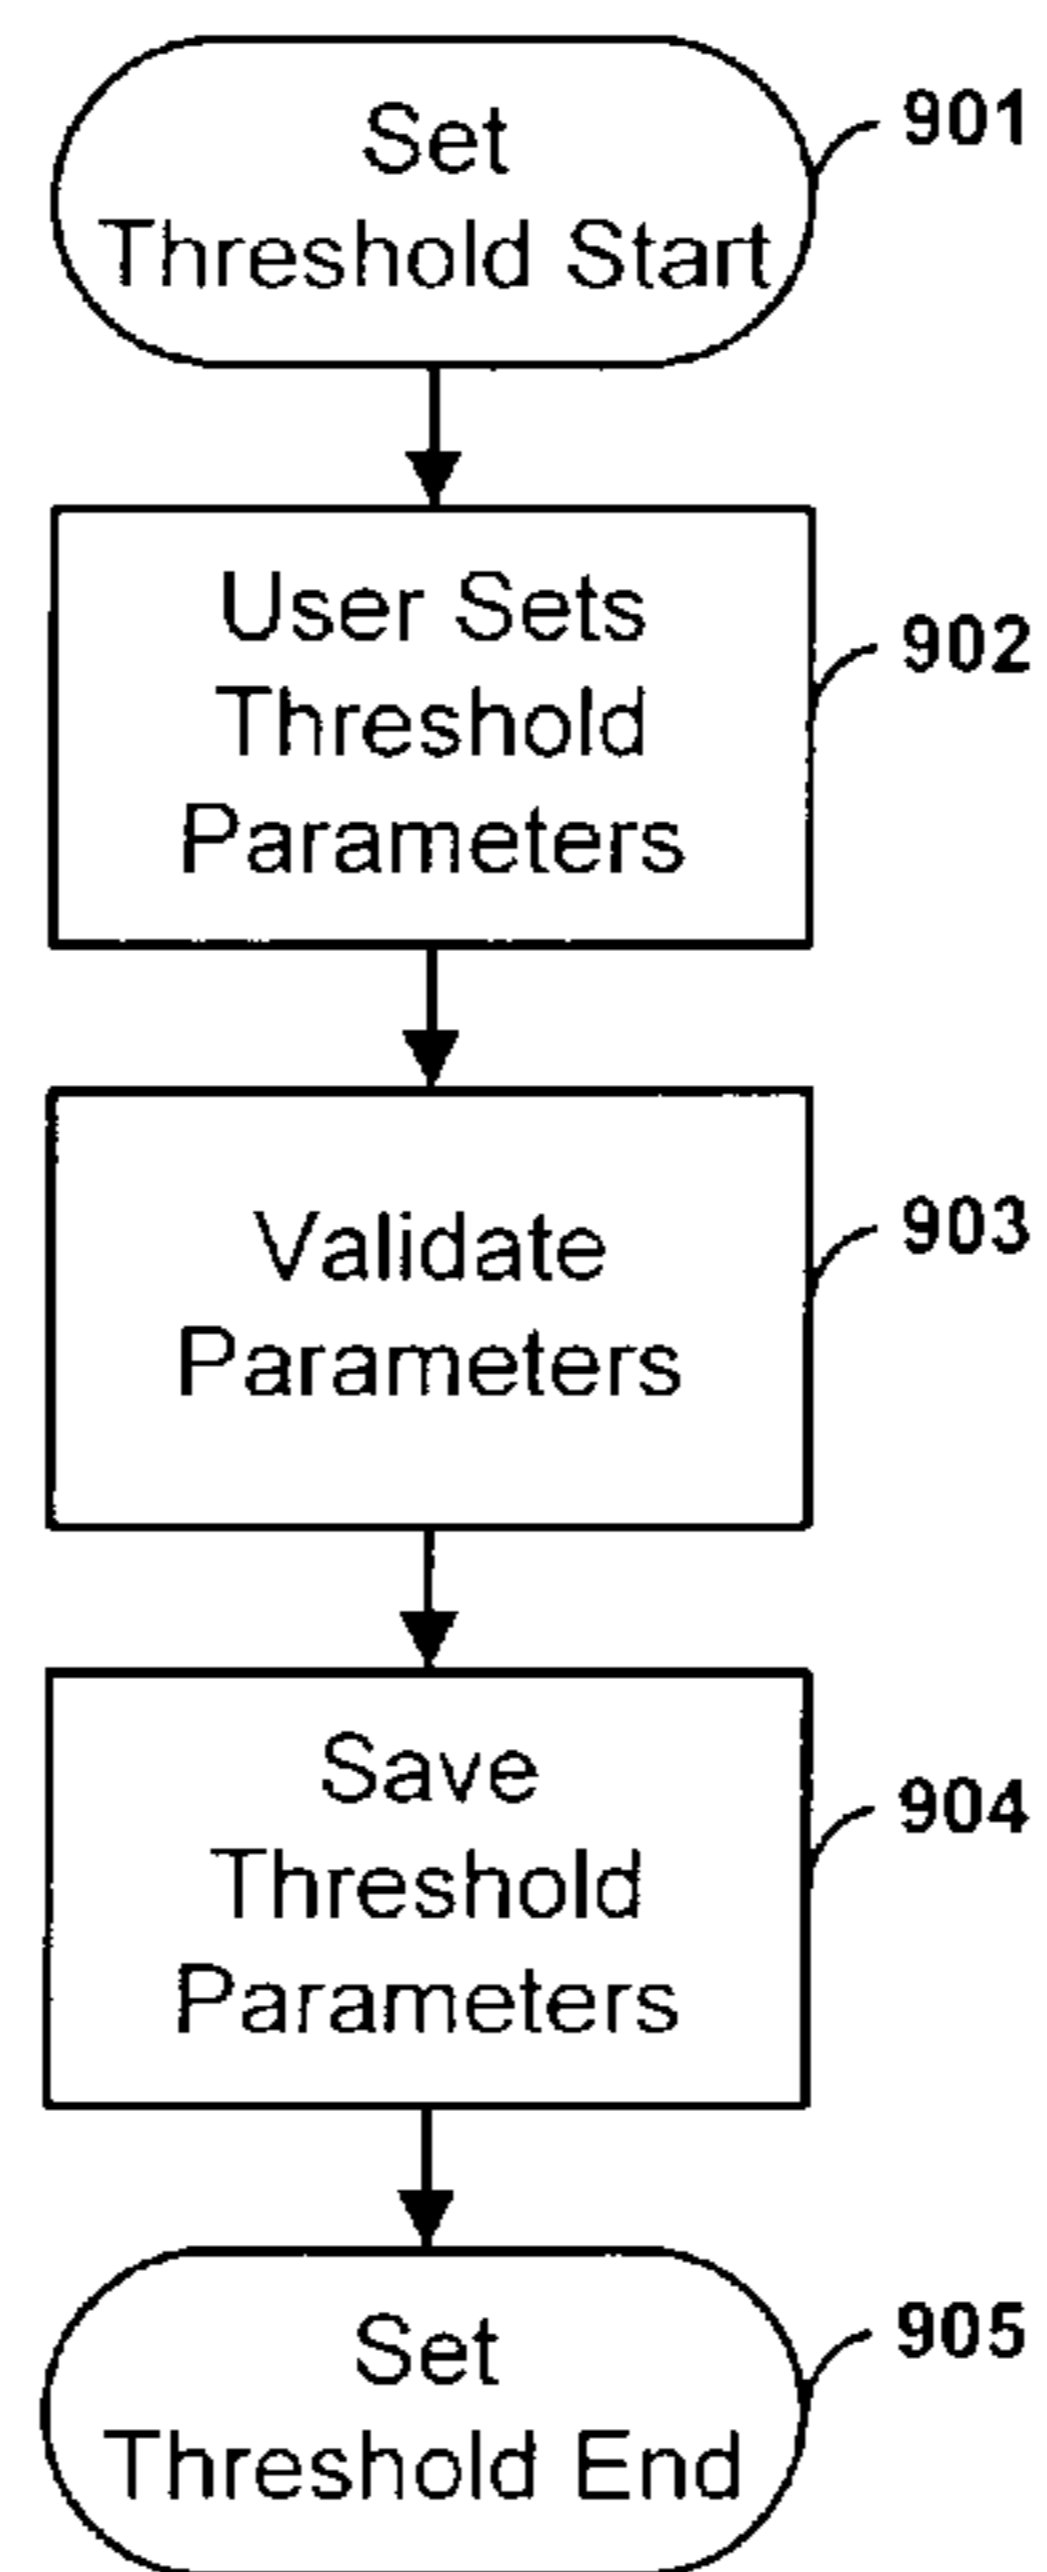 Set
Threshold Start
901
User Sets
Threshold
Parameters
902
Validate
Parameters
903
Save
Threshold
Parameters
904
Set
Threshold End
905